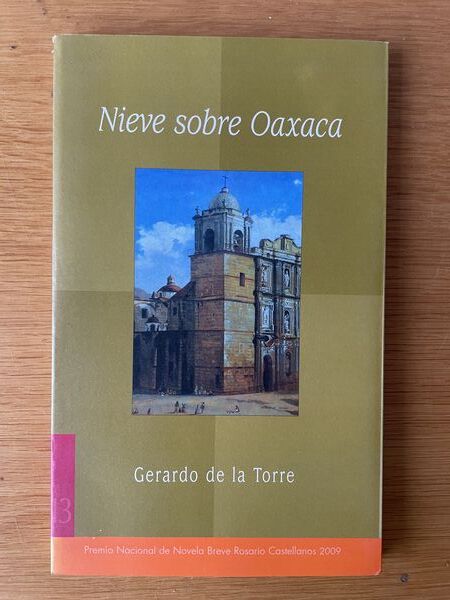 Nieve sobre Oaxaca
Gerardo de la Torre
13
Premio Nacional de Novela Breve Rosario Castellanos 2009